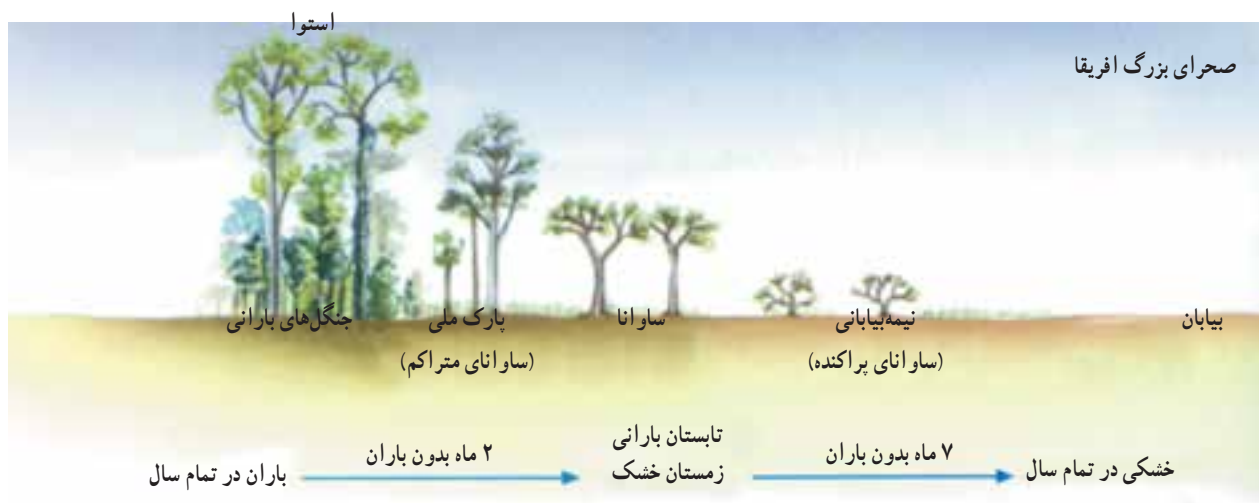 استوا
صحرای بزرگ افریقا
بیابان
نیمه‌بیابانی
(ساوانای پراکنده)
ساوانا
پارک ملی
(ساوانای متراکم)
جنگل‌های بارانی
خشکی در تمام سال
۷ ماه بدون باران
تابستان بارانی
زمستان خشک
۲ ماه بدون باران
باران در تمام سال